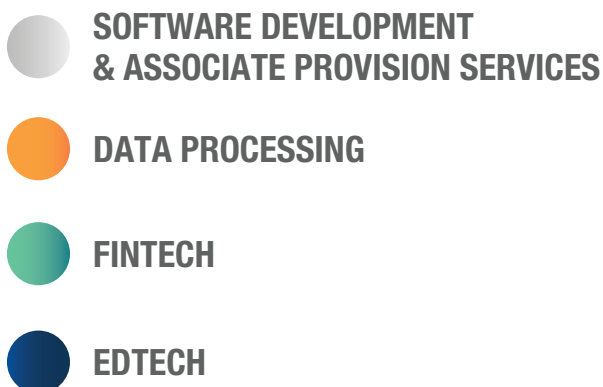 SOFTWARE DEVELOPMENT
& ASSOCIATE PROVISION SERVICES
DATA PROCESSING
FINTECH
EDTECH